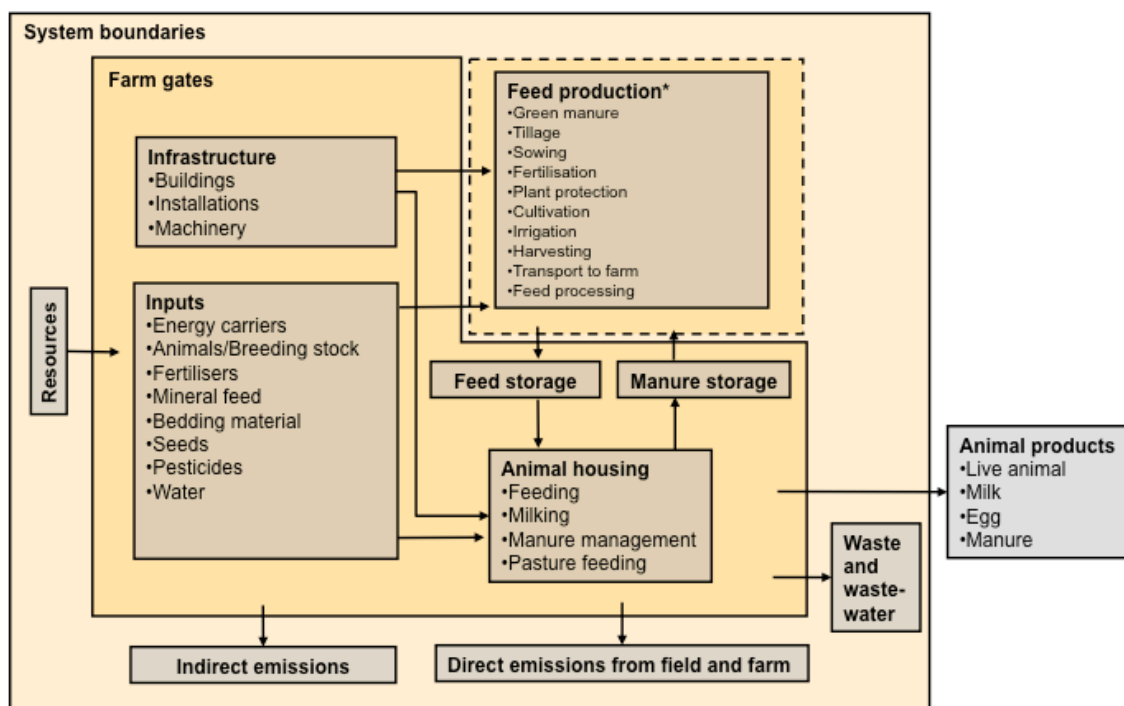 System boundaries
Farm gates
Feed production*
•Green manure
•Tillage
•Sowing
•Fertilisation
•Plant protection
•Cultivation
•Irrigation
•Harvesting
•Transport to farm
•Feed processing
Infrastructure
•Buildings
•Installations
•Machinery
Resources
Inputs
•Energy carriers
•Animals/Breeding stock
•Fertilisers
•Mineral feed
•Bedding material
•Seeds
•Pesticides
•Water
Feed storage
Manure storage
Animal housing
•Feeding
•Milking
•Manure management
•Pasture feeding
Animal products
•Live animal
•Milk
•Egg
•Manure
Waste
and
waste-
water
Indirect emissions
Direct emissions from field and farm